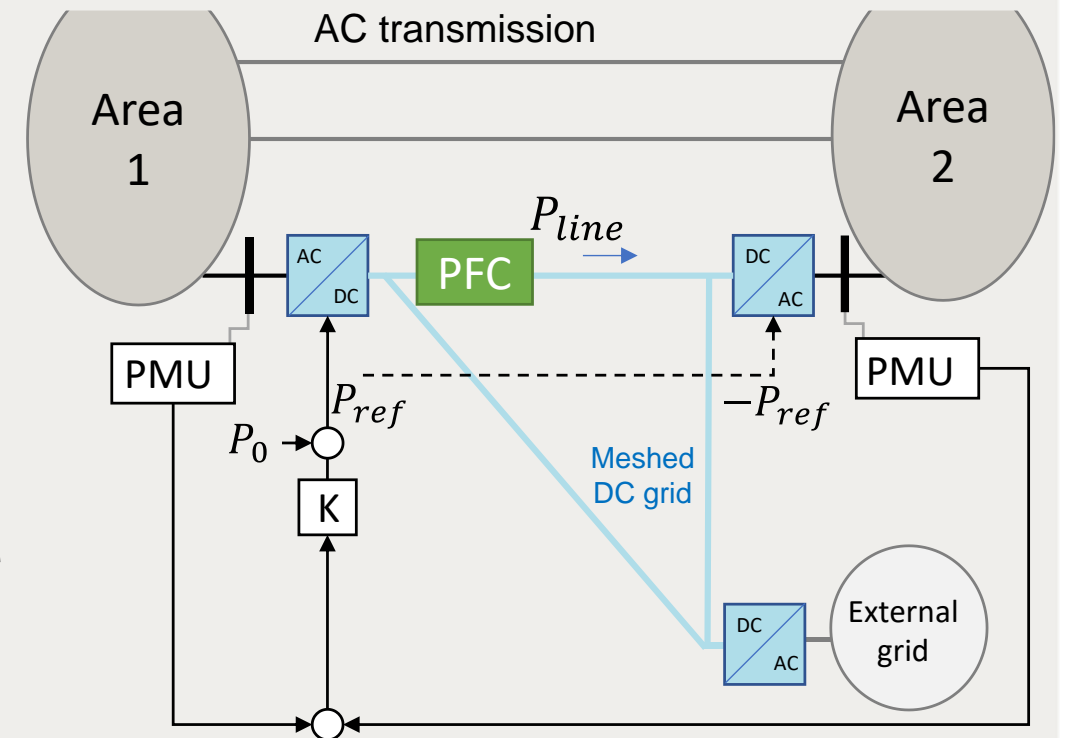 AC transmission
Area
1
Area
2
P_line
AC
DC
PFC
DC
AC
PMU
PMU
P_ref
−P_ref
P_0
Meshed
DC grid
K
DC
AC
External
grid